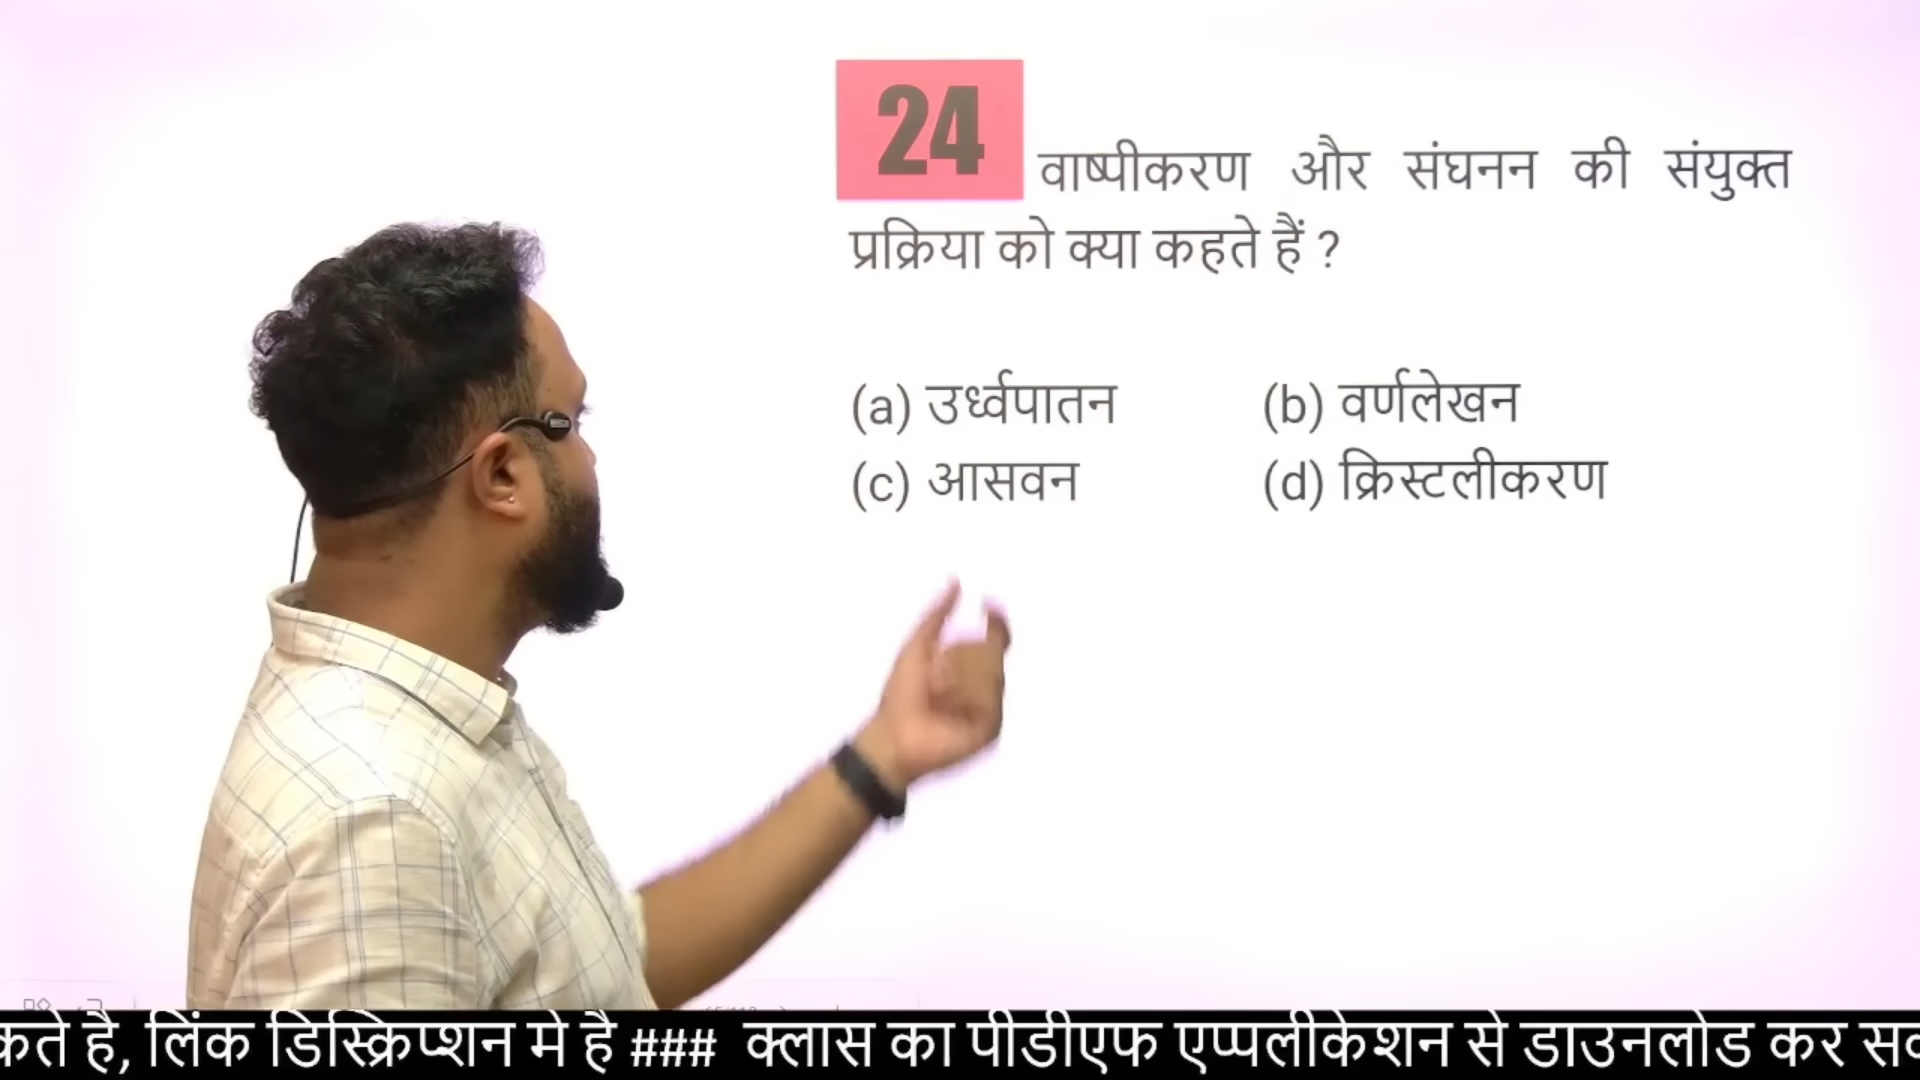 24 वाष्पीकरण और संघनन की संयुक्त
प्रक्रिया को क्या कहते हैं ?
(a) उर्ध्वपातन (b) वर्णलेखन
(c) आसवन (d) क्रिस्टलीकरण
कते है, लिंक डिस्क्रिप्शन मे है ### क्लास का पीडीएफ एप्पलीकेशन से डाउनलोड कर सक